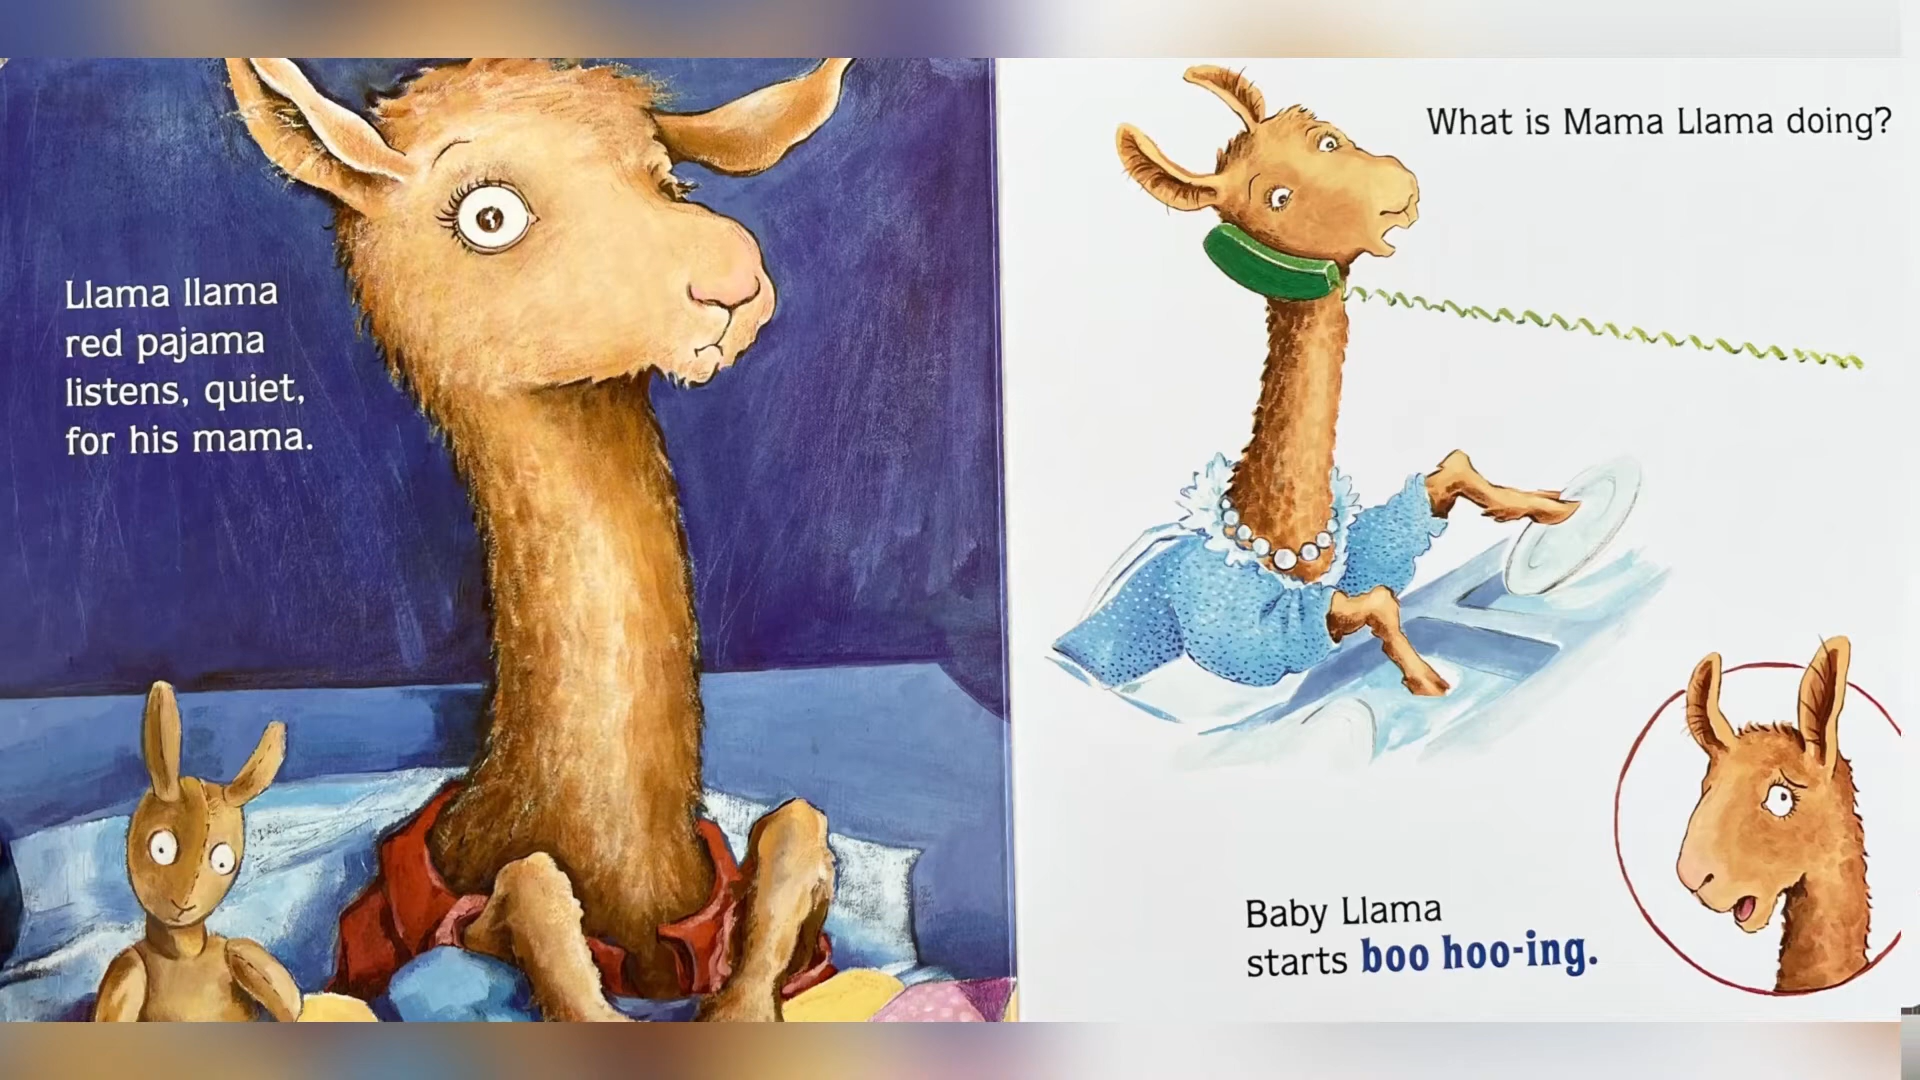 Llama llama
red pajama
listens, quiet,
for his mama.
What is Mama Llama doing?
Baby Llama
starts boo hoo-ing.